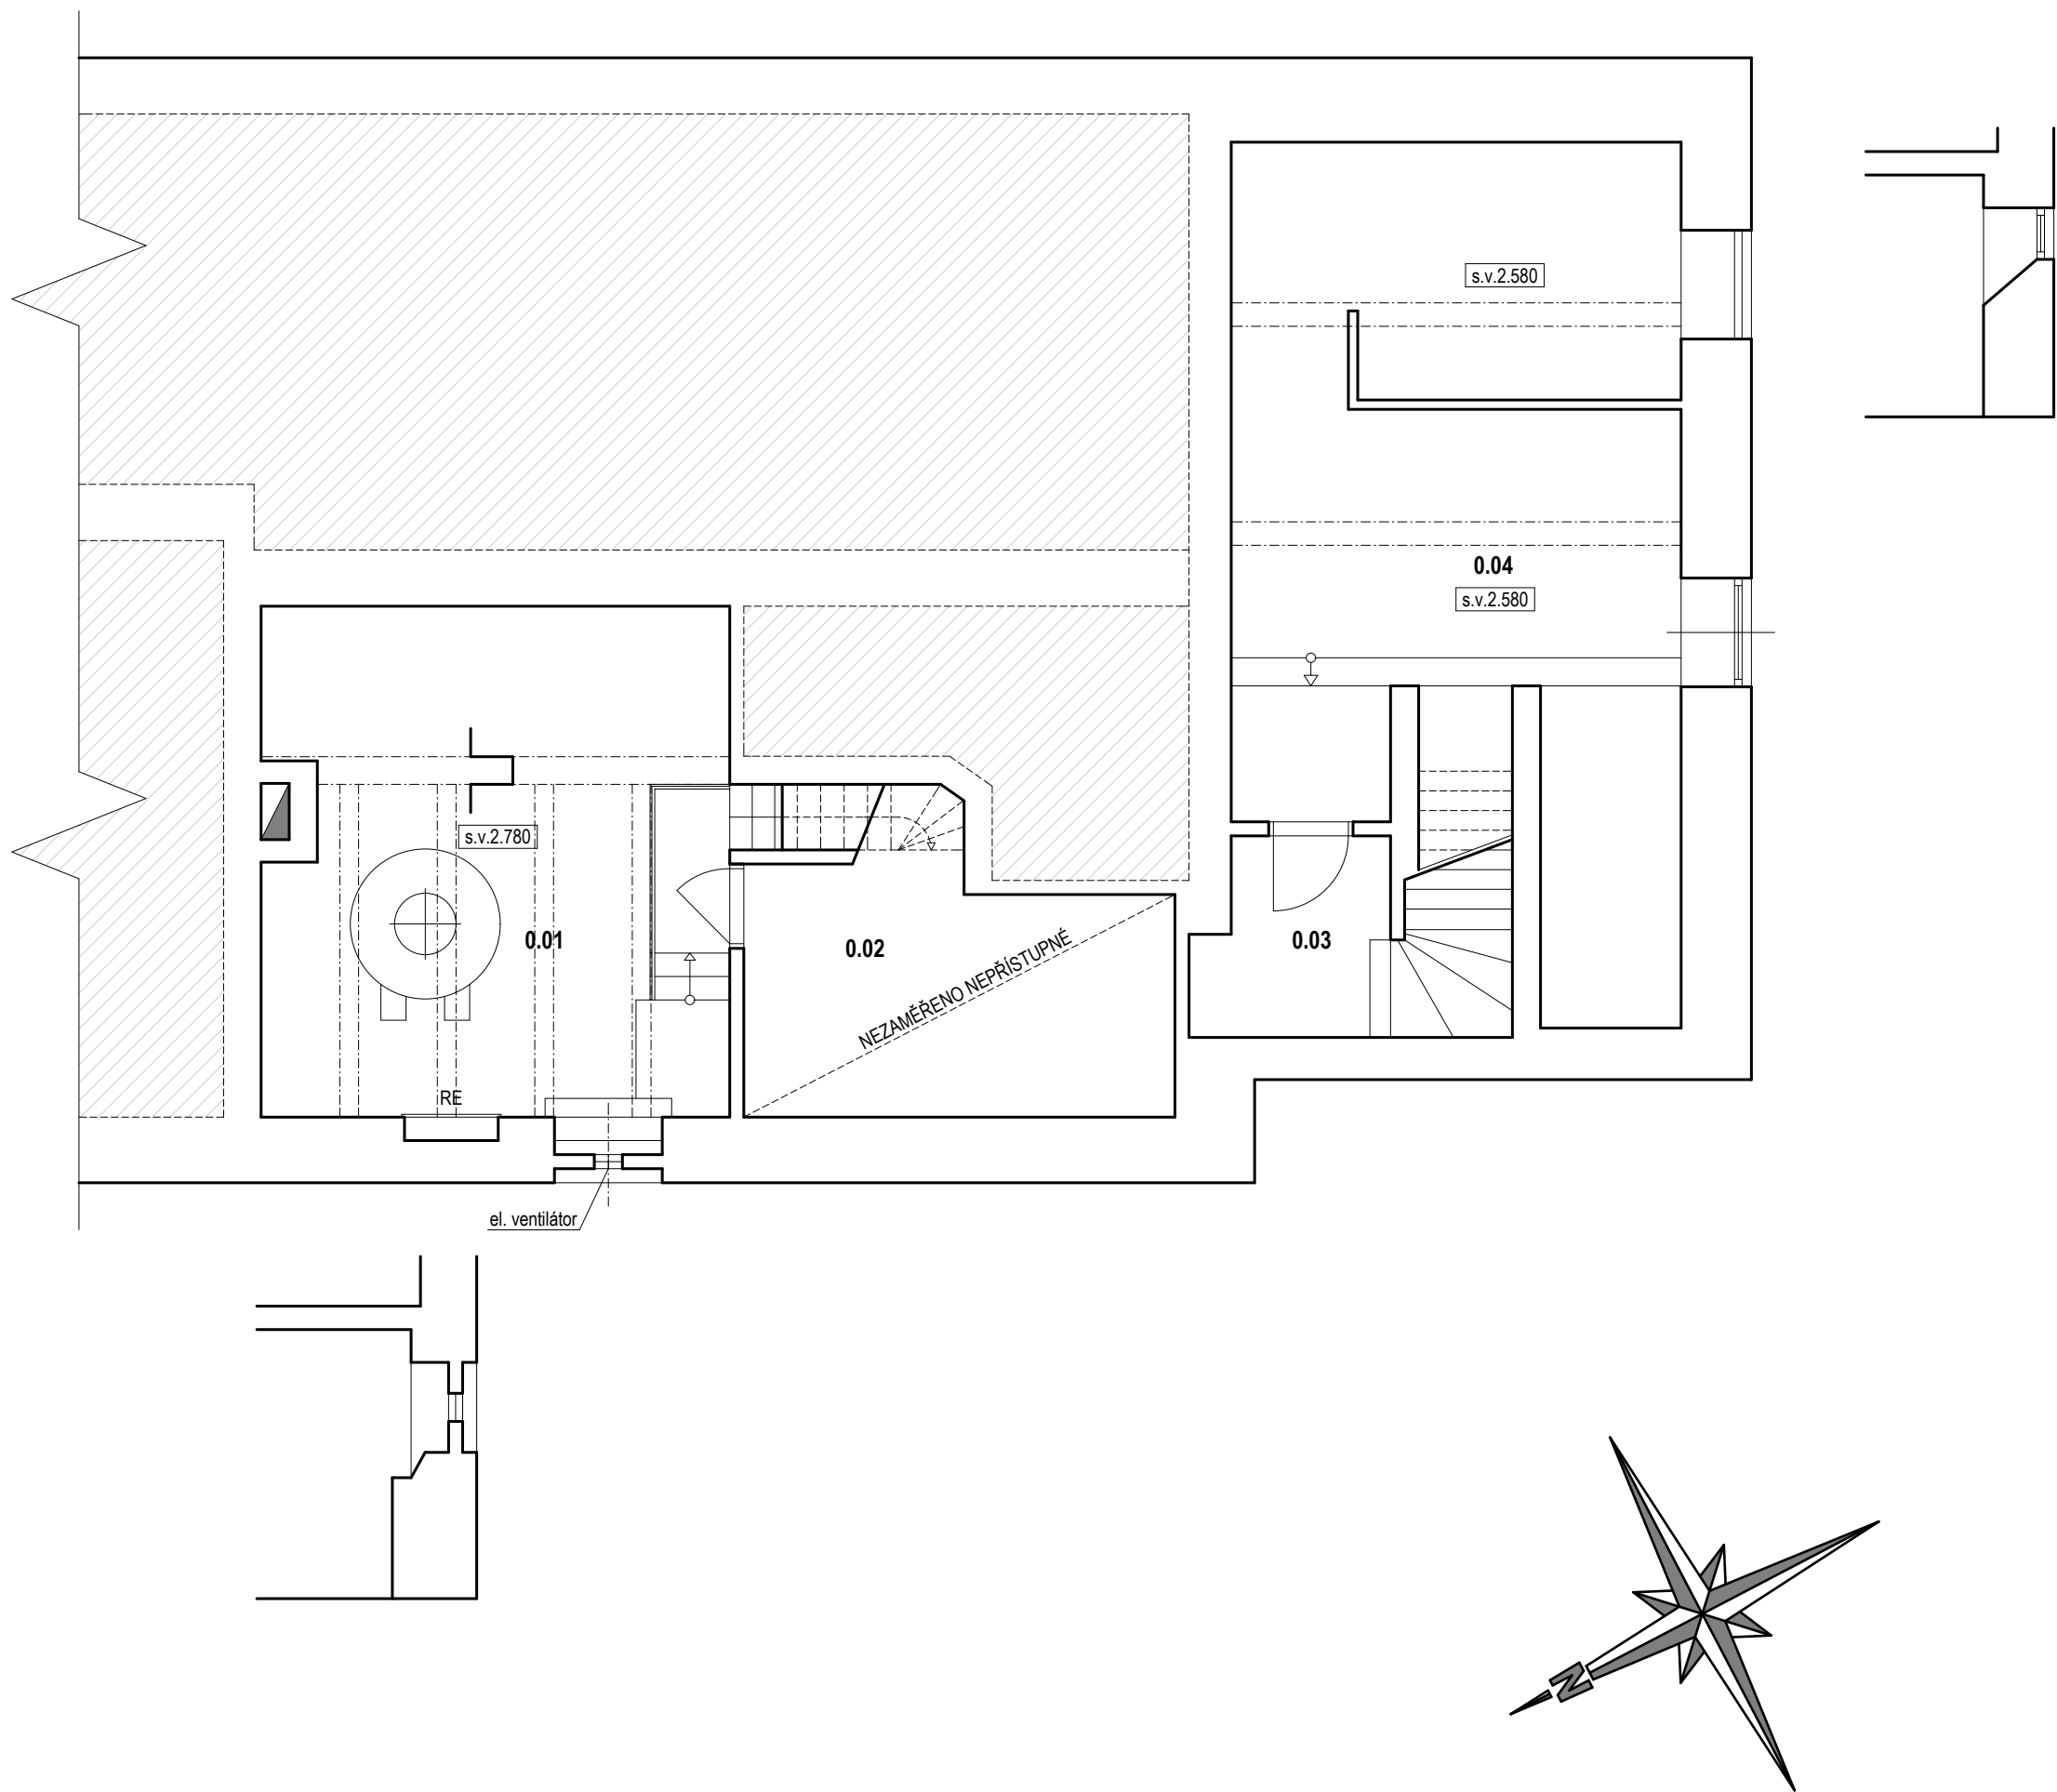 s.v.2.580
0.04
s.v.2.580
s.v.2.780
0.01
0.02
0.03
NEZAMĚŘENO NEPŘÍSTUPNÉ
RE
el. ventilátor
N